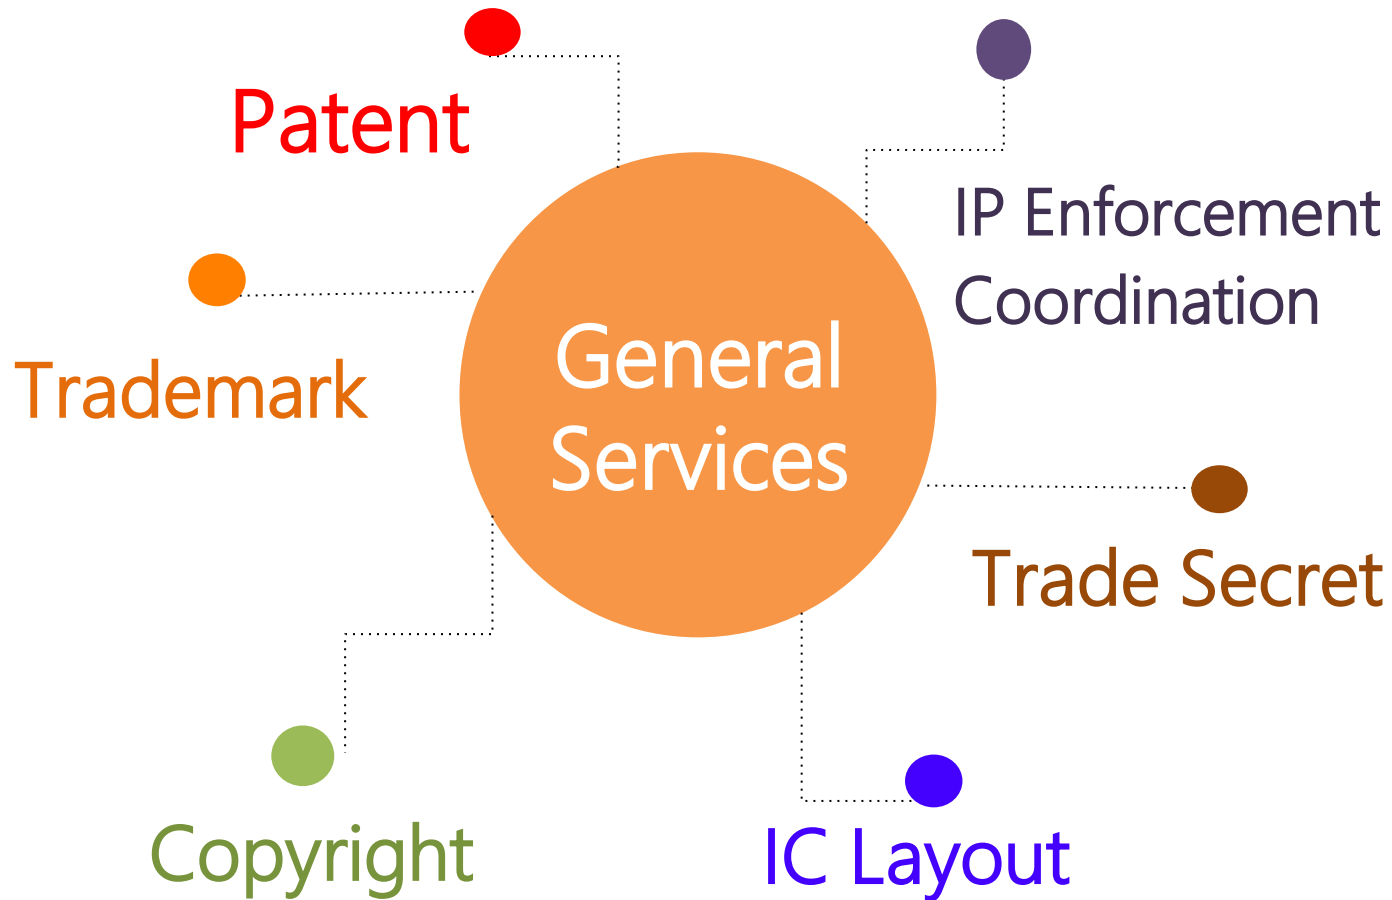 Patent
IP Enforcement
Coordination
Trademark
General
Services
Trade Secret
Copyright
IC Layout